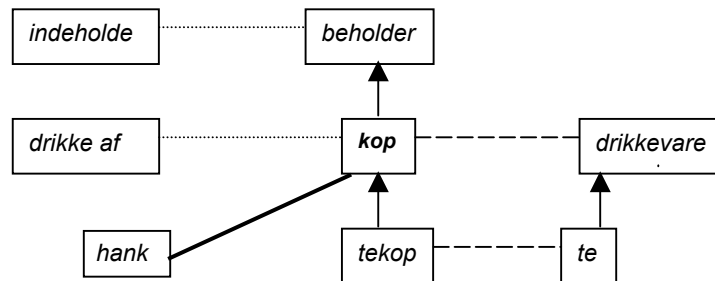 indeholde beholder
drikke af kop drikkevare
hank tekop te